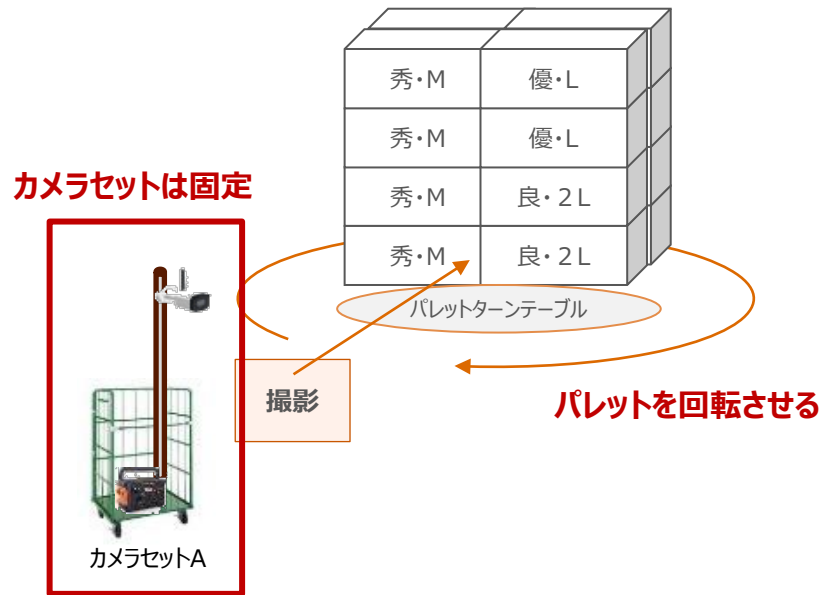 秀・M 優・L
秀・M 優・L
秀・M 良・２L
秀・M 良・２L
カメラセットは固定
パレットターンテーブル
撮影
パレットを回転させる
カメラセットA